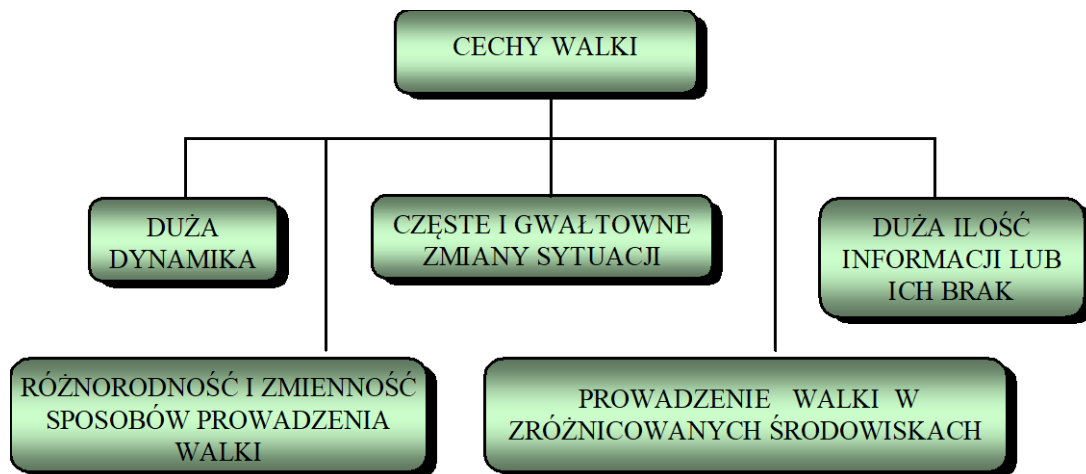 CECHY WALKI
DUŻA
DYNAMIKA
CZĘSTE I GWAŁTOWNE
ZMIANY SYTUACJI
DUŻA ILOŚĆ
INFORMACJI LUB
ICH BRAK
RÓŻNORODNOŚĆ I ZMIENNOŚĆ
SPOSOBÓW PROWADZENIA
WALKI
PROWADZENIE WALKI W
ZRÓŻNICOWANYCH ŚRODOWISKACH